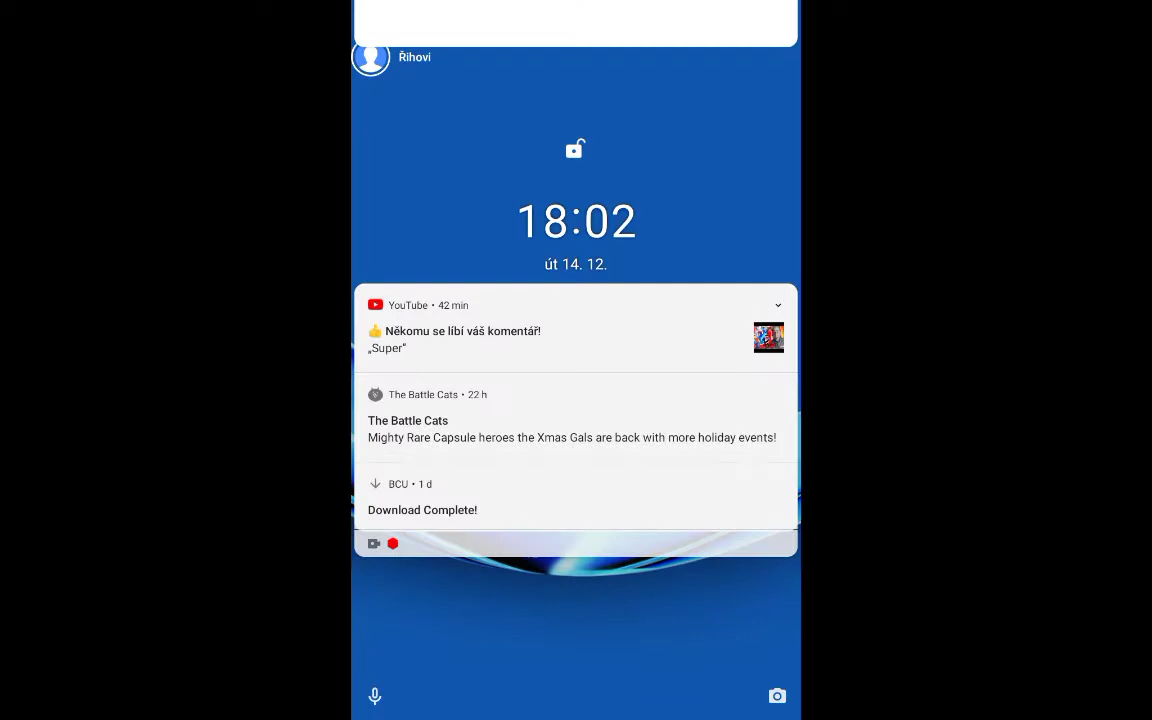 Řihovi
18:02
út 14. 12.
YouTube • 42 min
👍 Někomu se líbí váš komentář!
„Super“
The Battle Cats • 22 h
The Battle Cats
Mighty Rare Capsule heroes the Xmas Gals are back with more holiday events!
BCU • 1 d
Download Complete!